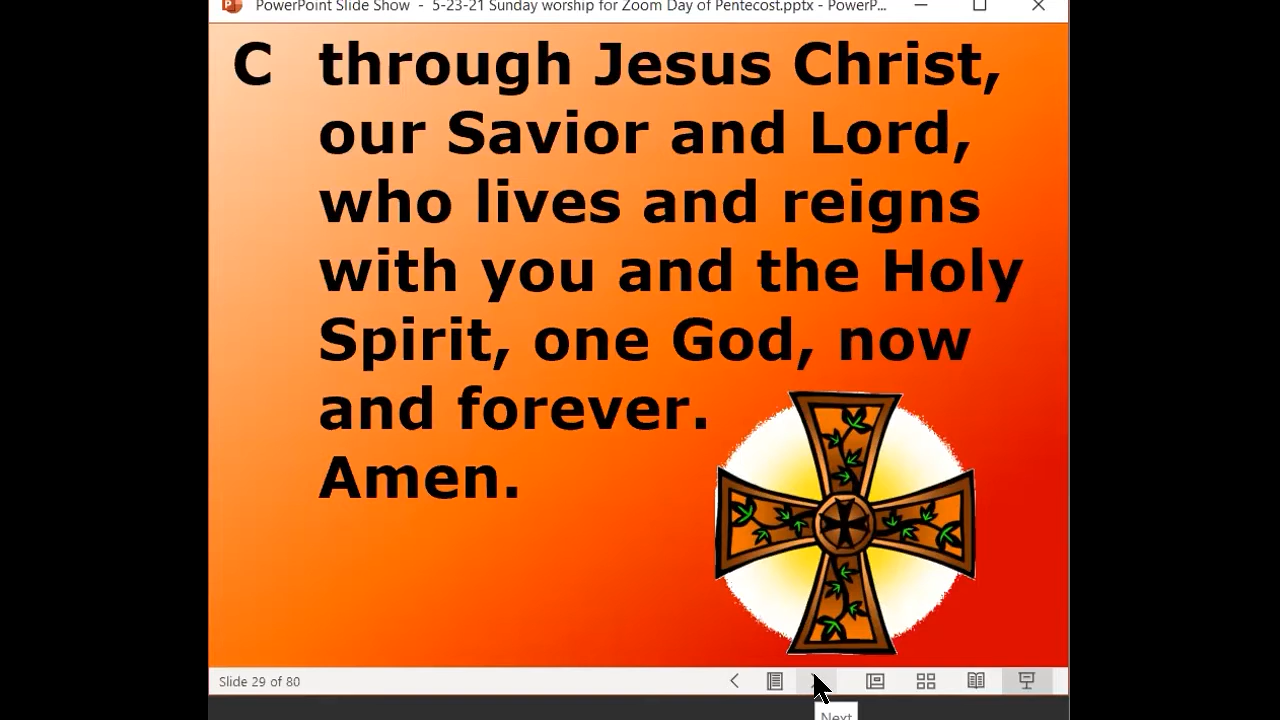 PowerPoint Slide Show - 5-23-21 Sunday worship for Zoom Day of Pentecost.pptx - PowerP...
C through Jesus Christ,
our Savior and Lord,
who lives and reigns
with you and the Holy
Spirit, one God, now
and forever.
Amen.
Slide 29 of 80
Next